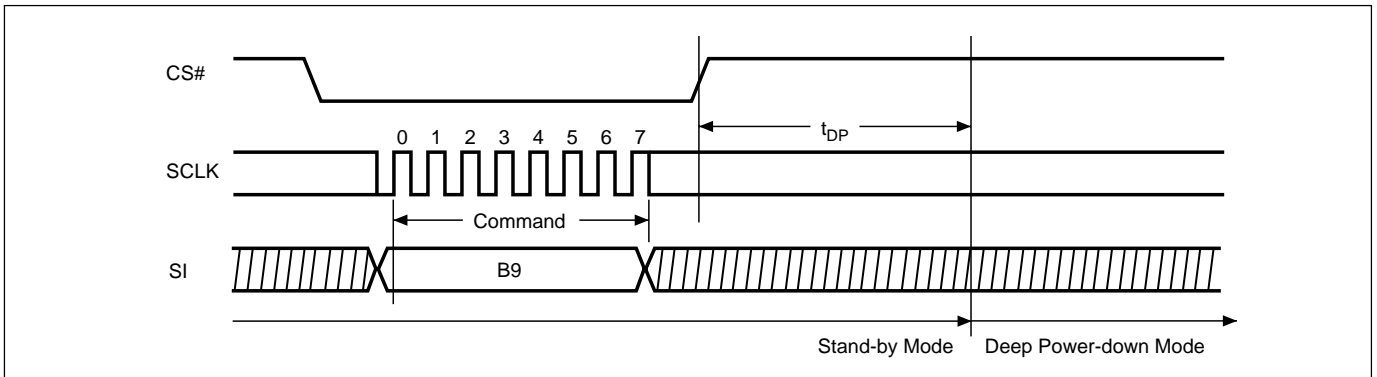 CS#
tDP
0 1 2 3 4 5 6 7
SCLK
Command
SI
B9
Stand-by Mode Deep Power-down Mode